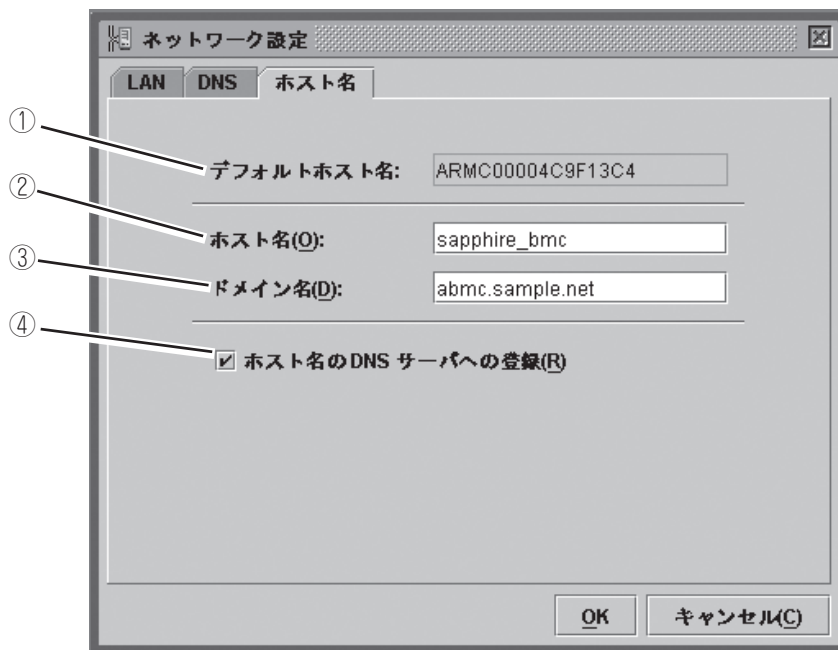 ネットワーク設定
LAN DNS ホスト名
① デフォルトホスト名: ARMC00004C9F13C4
② ホスト名(O): sapphire_bmc
③ ドメイン名(D): abmc.sample.net
④ ホスト名のDNS サーバへの登録(R)
OK キャンセル(C)